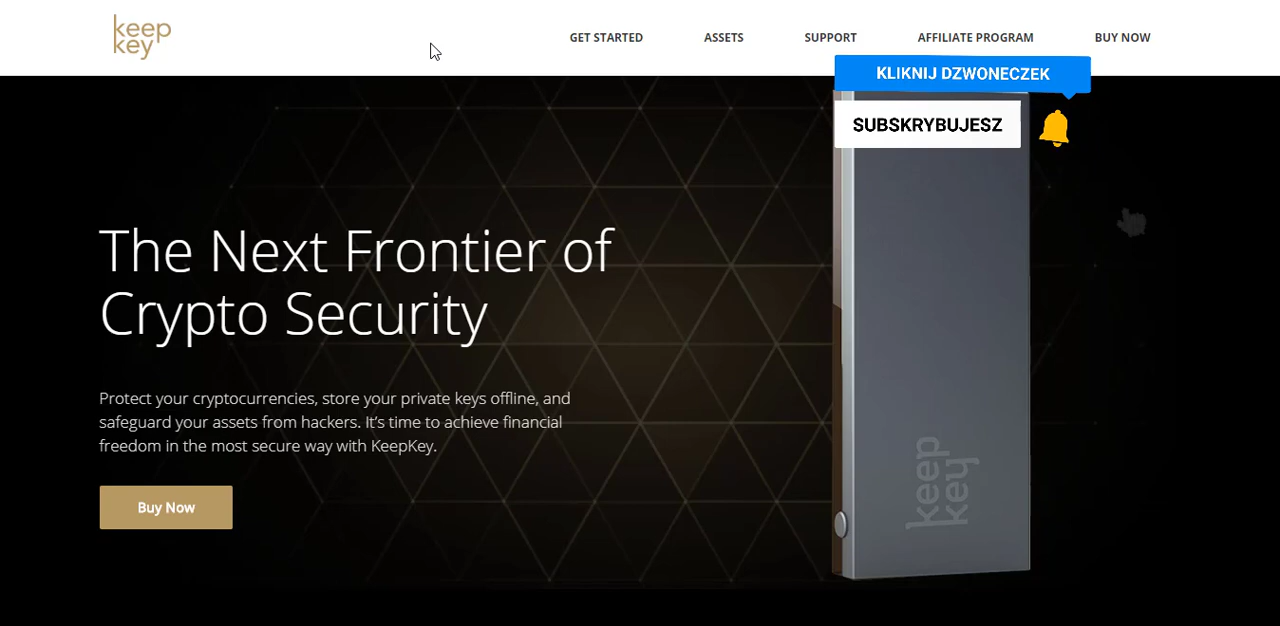 keep
key
GET STARTED
ASSETS
SUPPORT
AFFILIATE PROGRAM
BUY NOW
KLIKNIJ DZWONECZEK
SUBSKRYBUJESZ
The Next Frontier of
Crypto Security
Protect your cryptocurrencies, store your private keys offline, and
safeguard your assets from hackers. It’s time to achieve financial
freedom in the most secure way with KeepKey.
Buy Now
keep
key